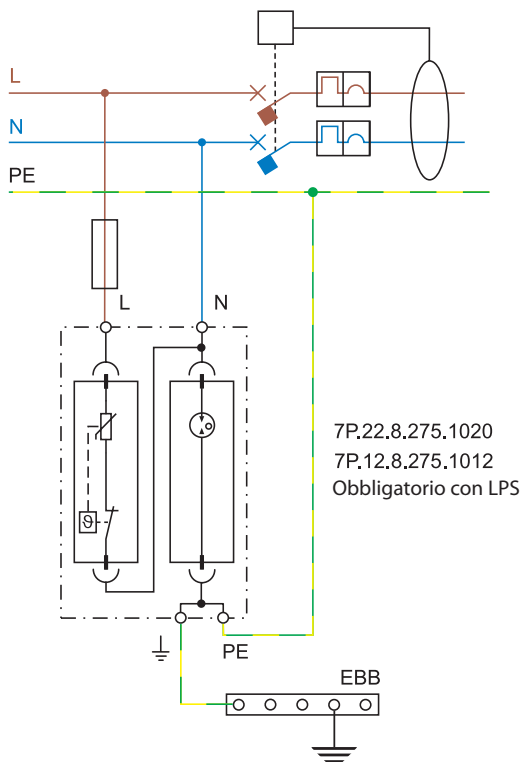 L
N
PE
L
N
7P.22.8.275.1020
7P.12.8.275.1012
Obbligatorio con LPS
ϑ
PE
EBB